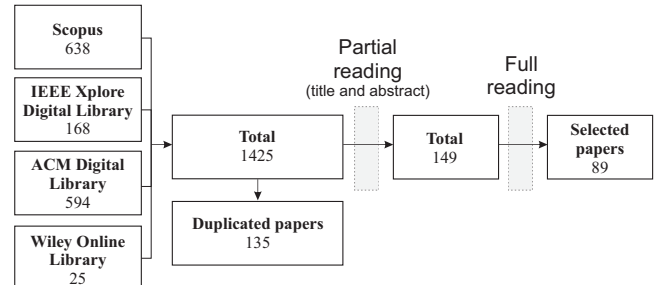 Scopus
638
IEEE Xplore
Digital Library
168
ACM Digital
Library
594
Wiley Online
Library
25
Total
1425
Duplicated papers
135
Partial
reading
(title and abstract)
Total
149
Full
reading
Selected
papers
89